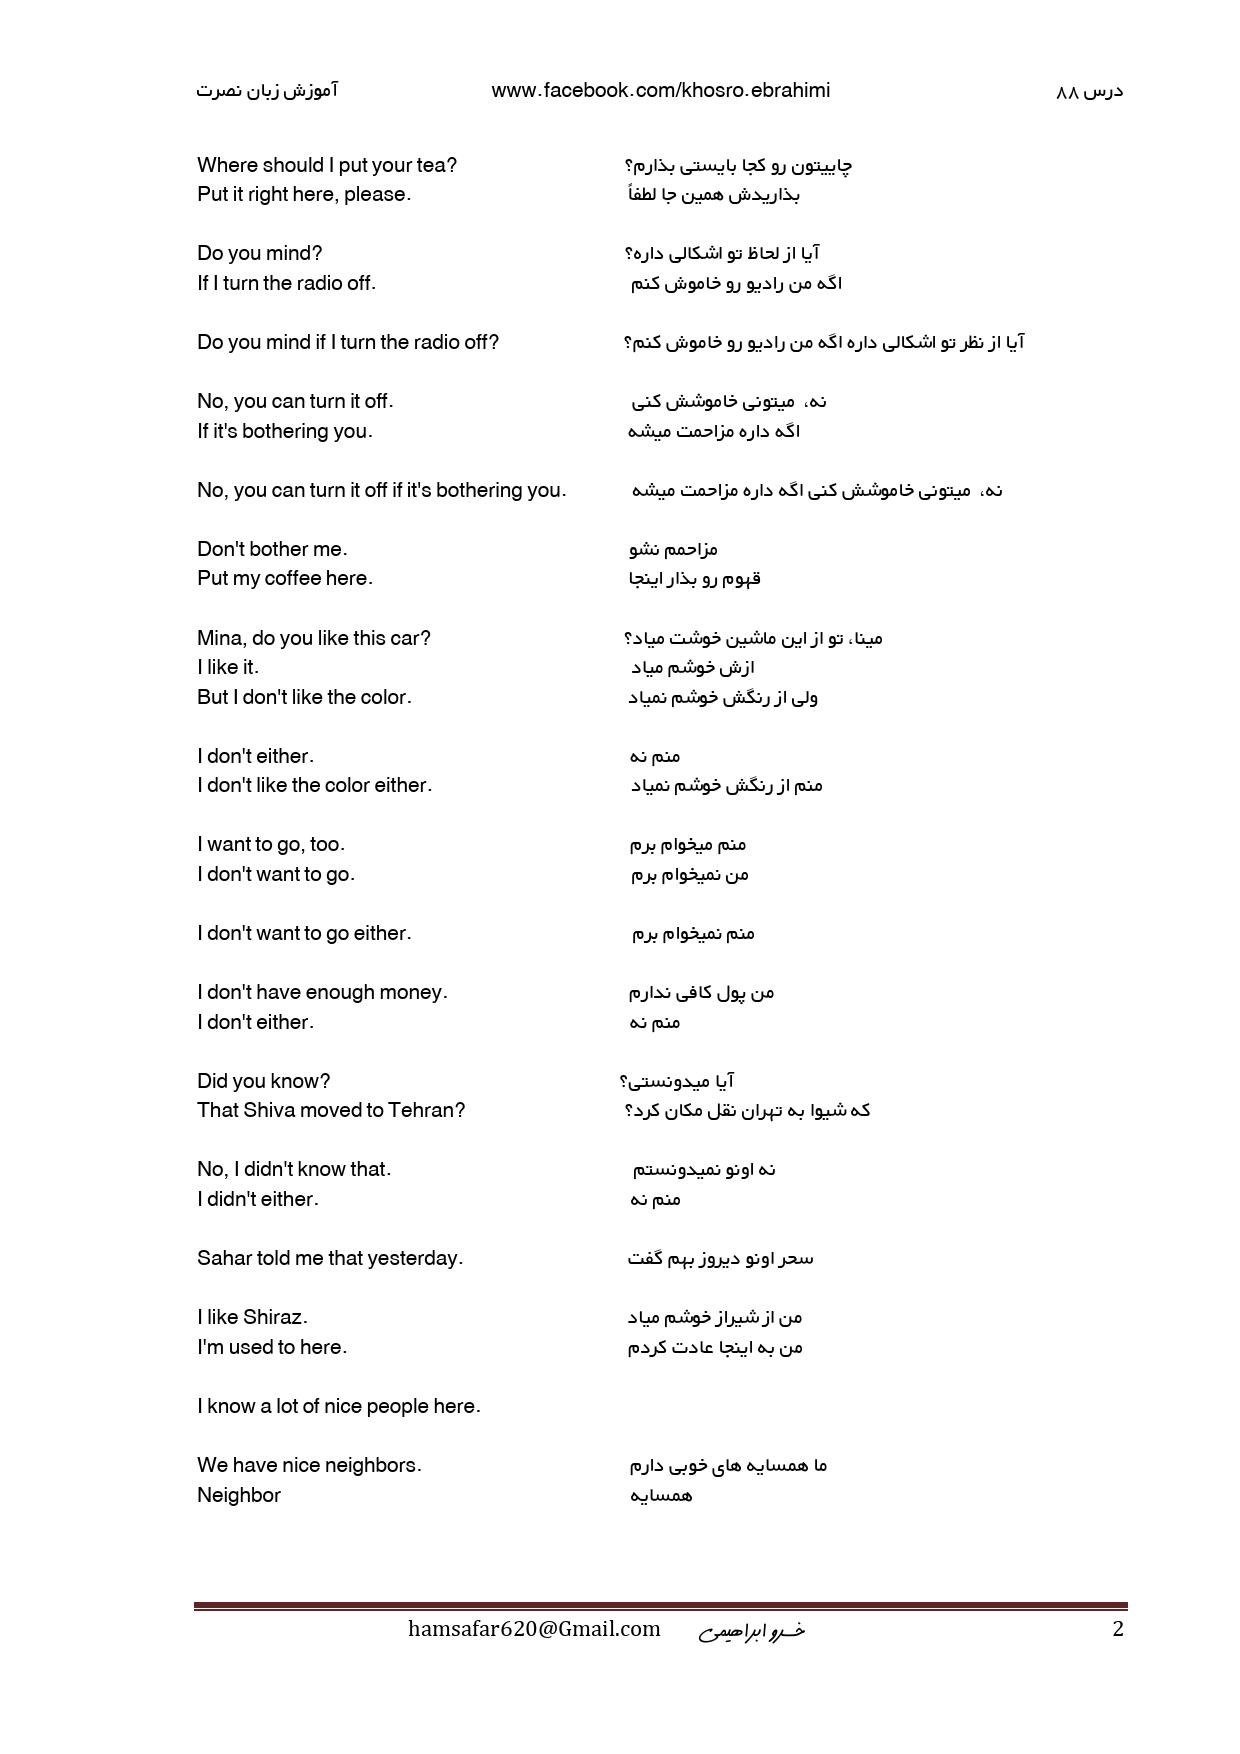 آموزش زبان نصرت www.facebook.com/khosro.ebrahimi درس ۸۸
Where should I put your tea? چاییتون رو کجا بایستی بذارم؟
Put it right here, please. بذاریدش همین جا لطفاً
Do you mind? آیا از لحاظ تو اشکالی داره؟
If I turn the radio off. اگه من رادیو رو خاموش کنم
Do you mind if I turn the radio off? آیا از نظر تو اشکالی داره اگه من رادیو رو خاموش کنم؟
No, you can turn it off. نه، میتونی خاموشش کنی
If it's bothering you. اگه داره مزاحمت میشه
No, you can turn it off if it's bothering you. نه، میتونی خاموشش کنی اگه داره مزاحمت میشه
Don't bother me. مزاحمم نشو
Put my coffee here. قهوم رو بذار اینجا
Mina, do you like this car? مینا، تو از این ماشین خوشت میاد؟
I like it. ازش خوشم میاد
But I don't like the color. ولی از رنگش خوشم نمیاد
I don't either. منم نه
I don't like the color either. منم از رنگش خوشم نمیاد
I want to go, too. منم میخوام برم
I don't want to go. من نمیخوام برم
I don't want to go either. منم نمیخوام برم
I don't have enough money. من پول کافی ندارم
I don't either. منم نه
Did you know? آیا میدونستی؟
That Shiva moved to Tehran? که شیوا به تهران نقل مکان کرد؟
No, I didn't know that. نه اونو نمیدونستم
I didn't either. منم نه
Sahar told me that yesterday. سحر اونو دیروز بهم گفت
I like Shiraz. من از شیراز خوشم میاد
I'm used to here. من به اینجا عادت کردم
I know a lot of nice people here.
We have nice neighbors. ما همسایه های خوبی دارم
Neighbor همسایه
hamsafar620@Gmail.com خسرو ابراهیمی 2